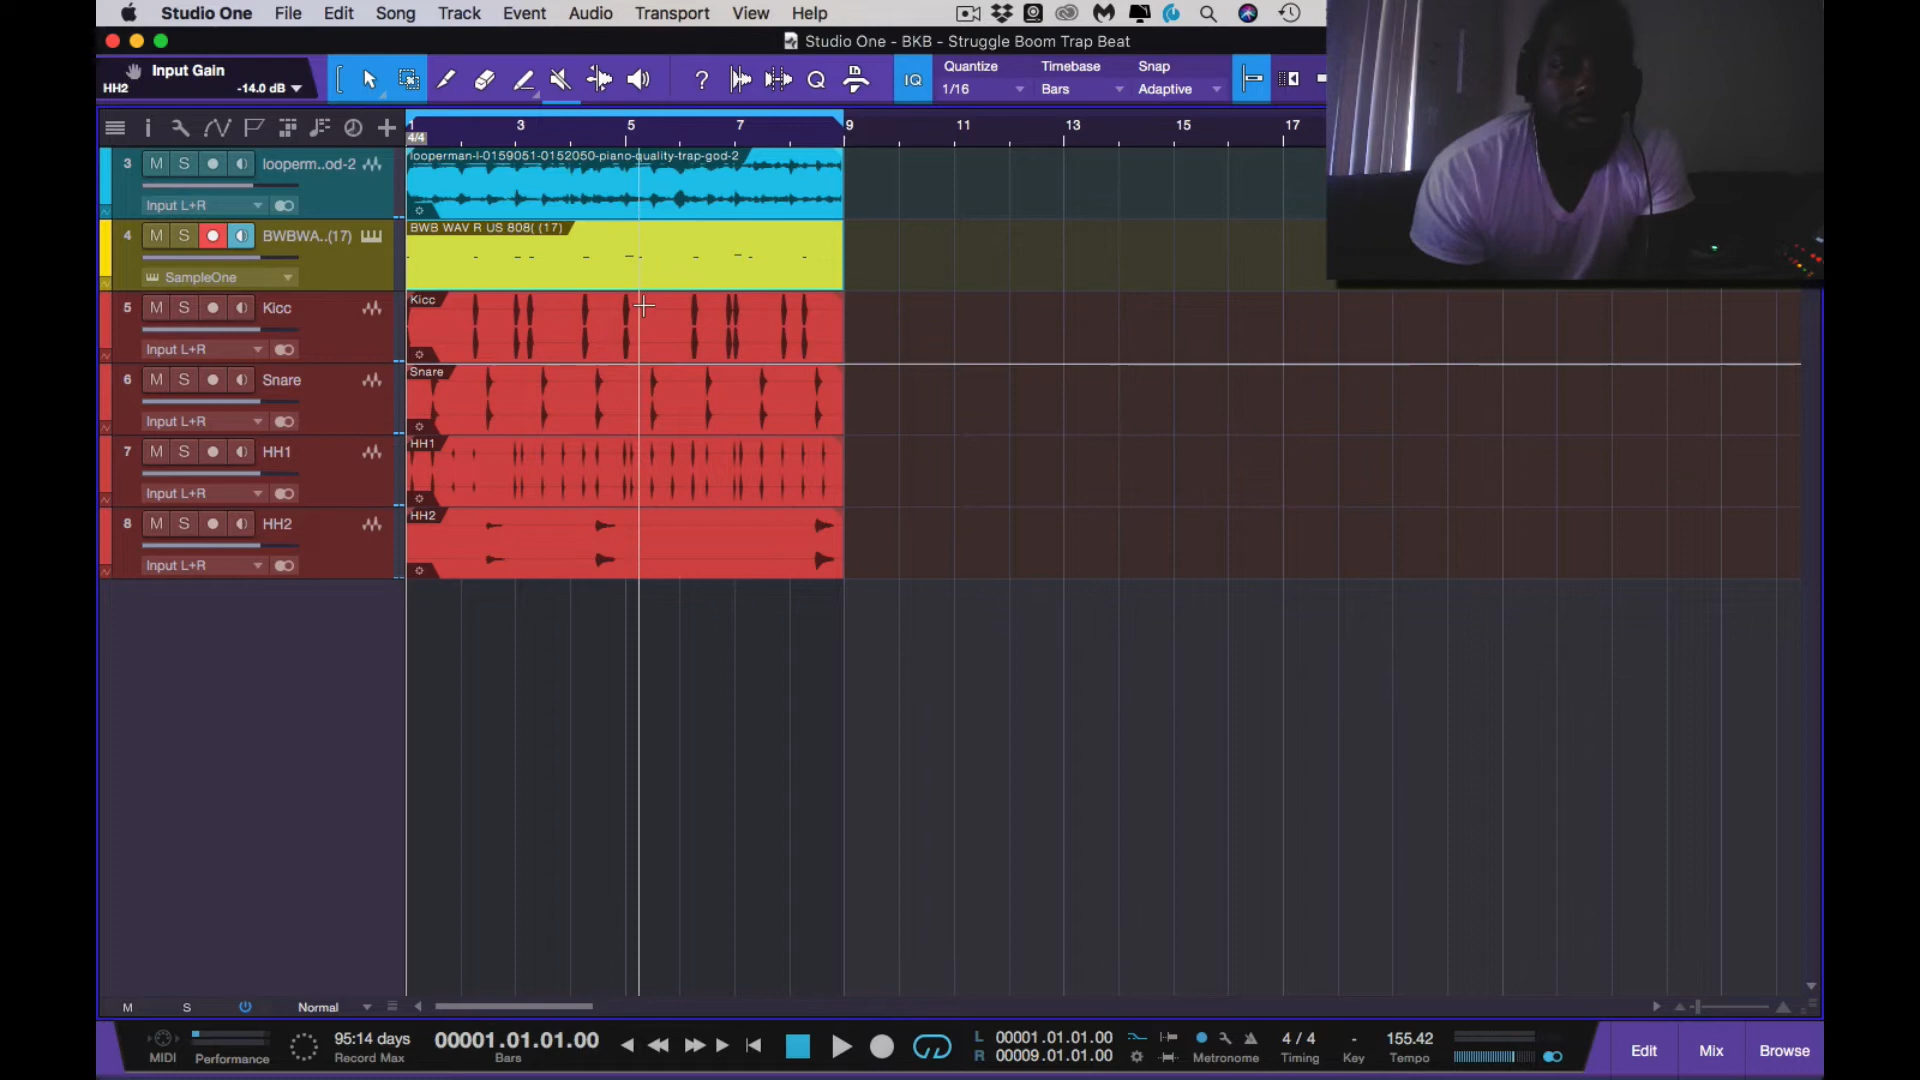 Studio One File Edit Song Track Event Audio Transport View Help
Studio One - BKB - Struggle Boom Trap Beat
Input Gain
HH2 -14.0 dB
IQ
Quantize Timebase Snap
1/16 Bars Adaptive
1 3 5 7 9 11 13 15 17
4/4
3 M S looperm..od-2
Input L+R
looperman-l-0159051-0152050-piano-quality-trap-god-2
4 M S BWBWA..(17)
SampleOne
BWB WAV R US 808( (17)
5 M S Kicc
Input L+R
Kicc
6 M S Snare
Input L+R
Snare
7 M S HH1
Input L+R
HH1
8 M S HH2
Input L+R
HH2
M S Normal
MIDI Performance
95:14 days
Record Max
00001.01.01.00
Bars
L 00001.01.01.00
R 00009.01.01.00
Metronome
4 / 4
Timing
-
Key
155.42
Tempo
Edit Mix Browse